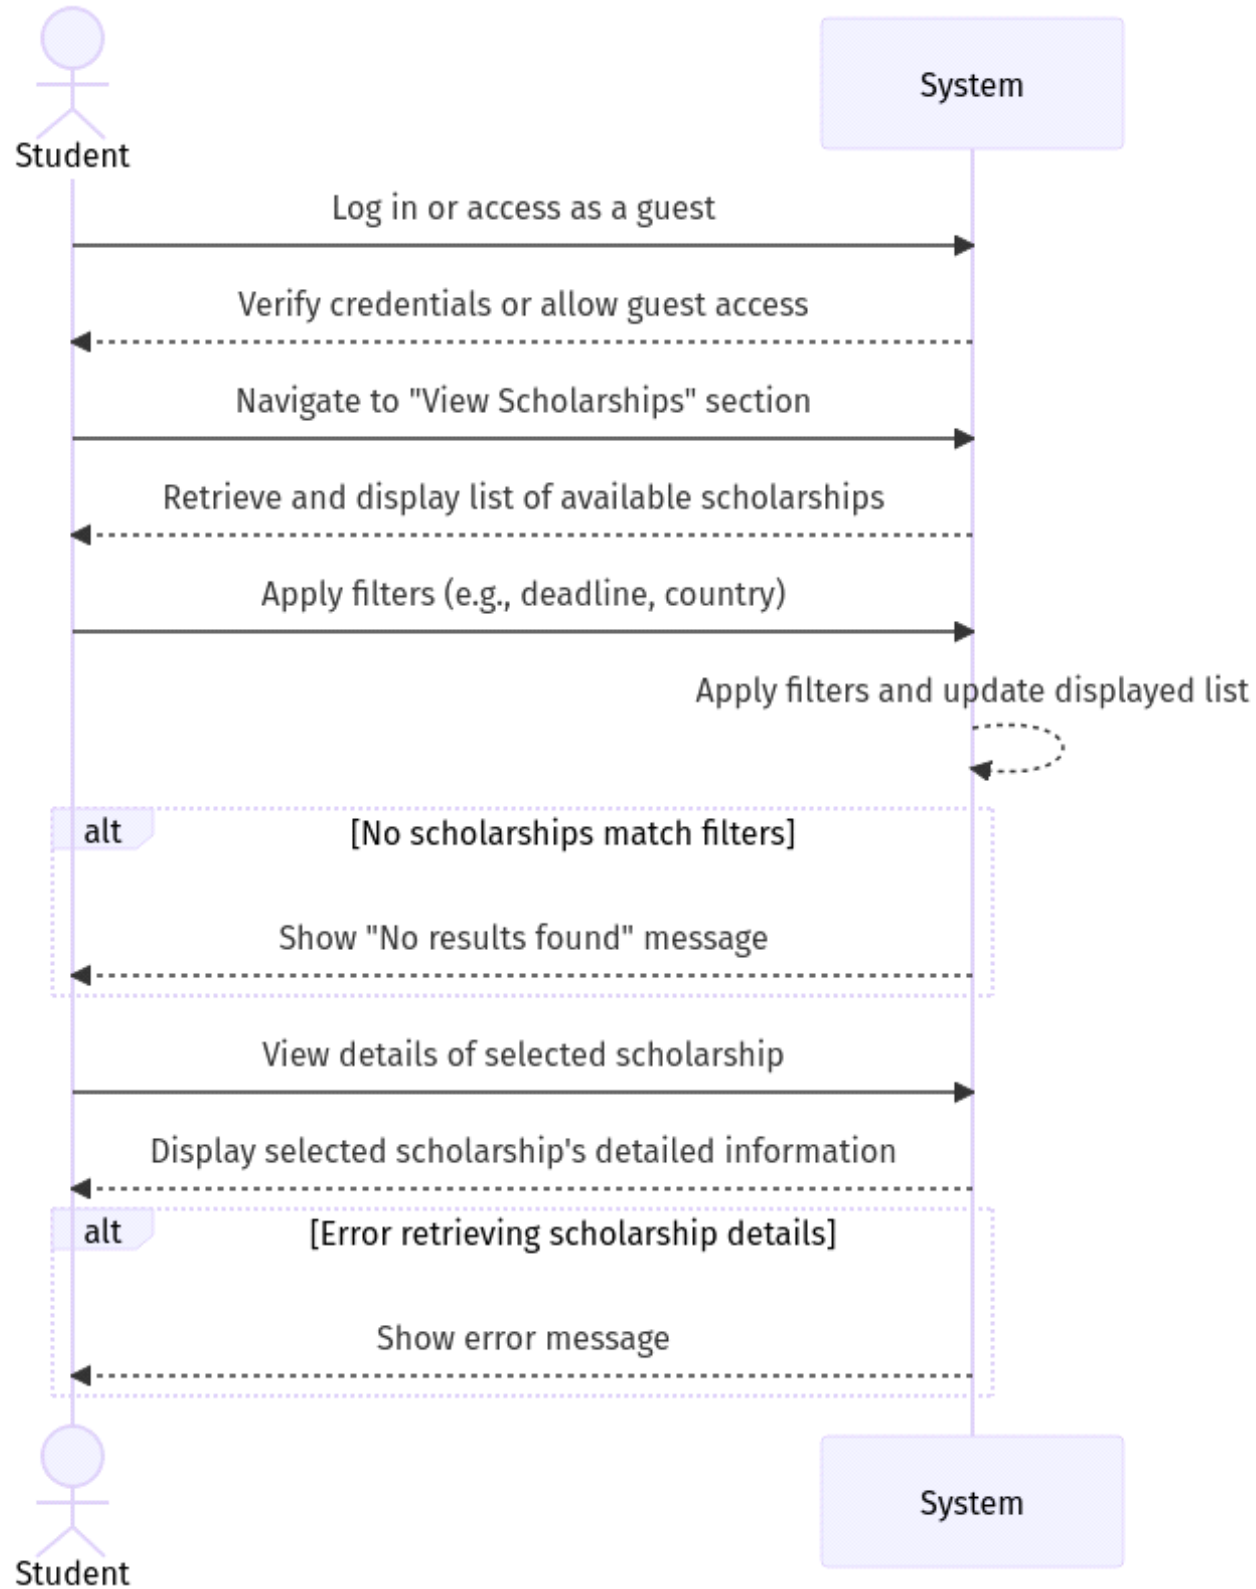 Student
System
Log in or access as a guest
Verify credentials or allow guest access
Navigate to "View Scholarships" section
Retrieve and display list of available scholarships
Apply filters (e.g., deadline, country)
Apply filters and update displayed list
alt
[No scholarships match filters]
Show "No results found" message
View details of selected scholarship
Display selected scholarship's detailed information
alt
[Error retrieving scholarship details]
Show error message
Student
System